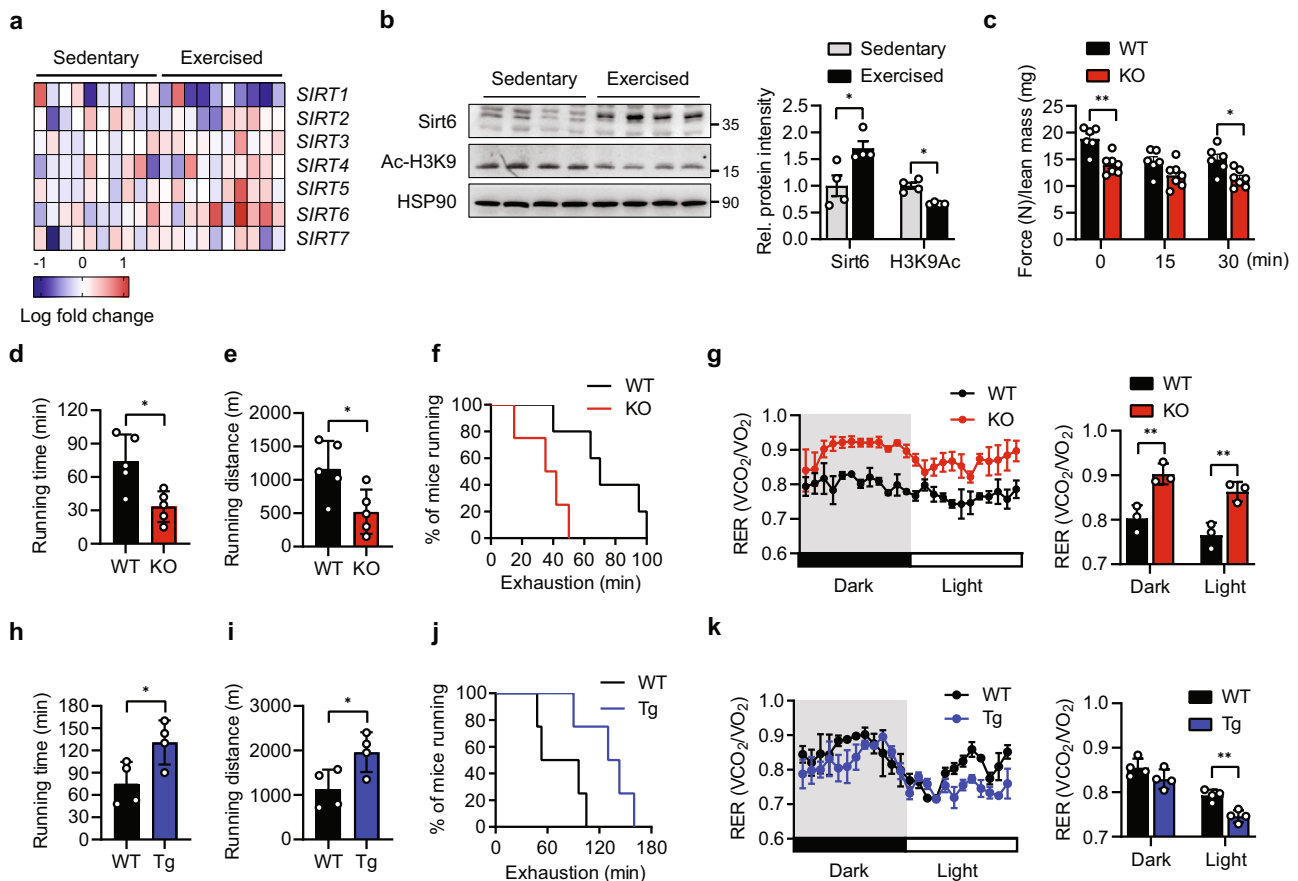 a
Sedentary Exercised
SIRT1
SIRT2
SIRT3
SIRT4
SIRT5
SIRT6
SIRT7
-1 0 1
Log fold change
b
Sedentary Exercised
Sirt6
35
Ac-H3K9
15
HSP90
90
Sedentary
Exercised
Rel. protein intensity
2.5
2.0
1.5
1.0
0.5
0.0
* *
Sirt6 H3K9Ac
c
WT
KO
Force (N)/lean mass (mg)
25
20
15
10
5
0
** *
0 15 30 (min)
d
Running time (min)
120
90
60
30
0
*
WT KO
e
Running distance (m)
2000
1500
1000
500
0
*
WT KO
f
WT
KO
% of mice running
100
80
60
40
20
0
0 20 40 60 80 100
Exhaustion (min)
g
WT
KO
RER (VCO2/VO2)
1.0
0.9
0.8
0.7
0.6
Dark Light
WT
KO
RER (VCO2/VO2)
1.0
0.9
0.8
0.7
** **
Dark Light
h
Running time (min)
180
150
120
90
60
30
0
*
WT Tg
i
Running distance (m)
3000
2000
1000
0
*
WT Tg
j
WT
Tg
% of mice running
100
80
60
40
20
0
0 60 120 180
Exhaustion (min)
k
WT
Tg
RER (VCO2/VO2)
1.0
0.9
0.8
0.7
0.6
Dark Light
WT
Tg
RER (VCO2/VO2)
1.0
0.9
0.8
0.7
**
Dark Light